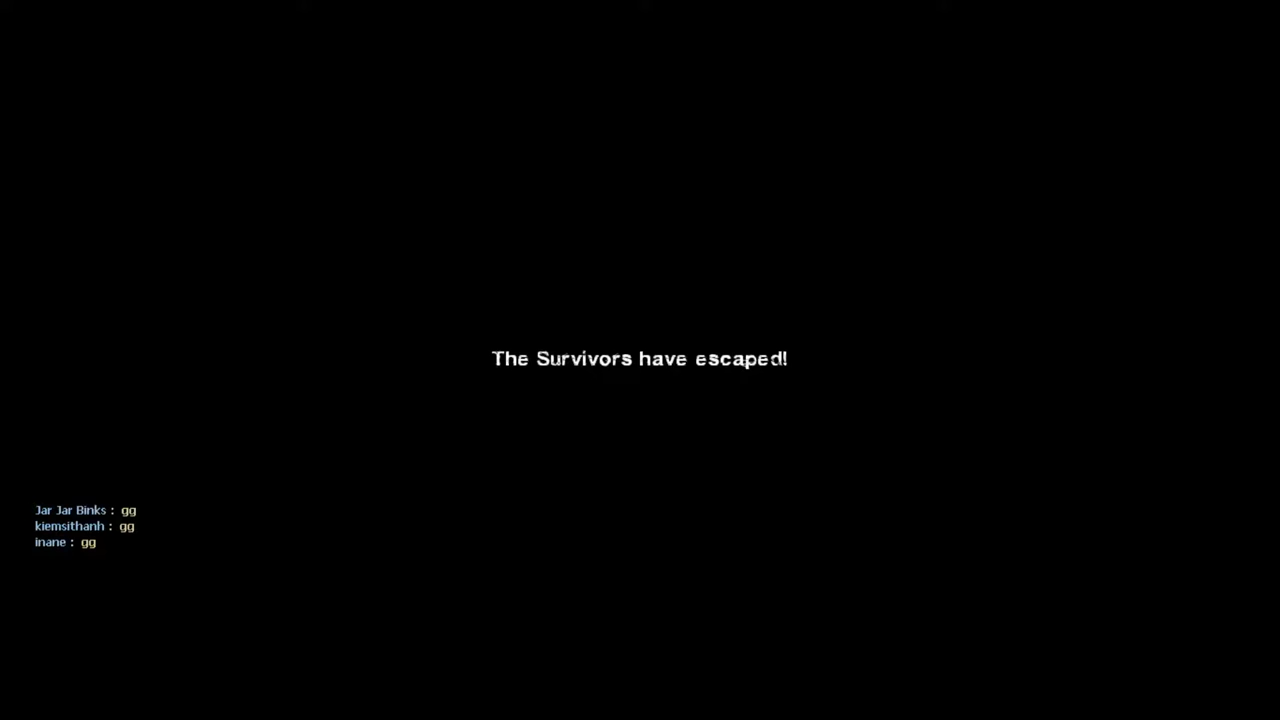 The Survivors have escaped!
Jar Jar Binks : gg
kiemsithanh : gg
inane : gg